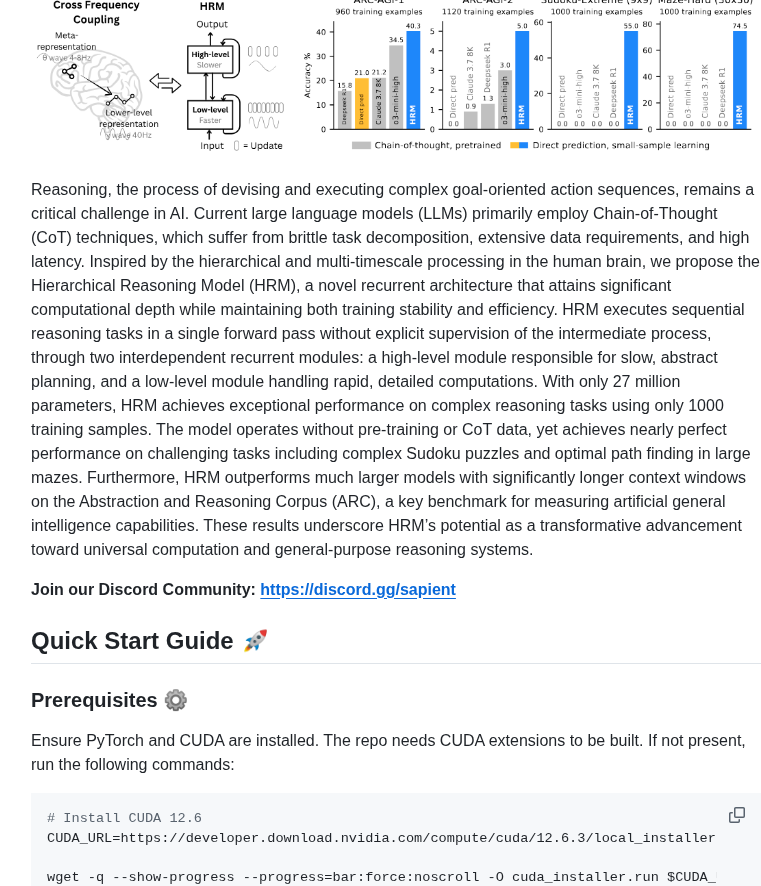 Cross Frequency
Coupling
HRM
Meta-
representation
θ wave 4-8Hz
Lower-level
representation
γ wave 40Hz
Output
High-level
Slower
Low-level
Faster
Input
= Update
ARC-AGI-1
960 training examples
Accuracy %
40
30
20
10
0
15.8
21.0
21.2
34.5
40.3
Deepseek R1
Direct pred
Claude 3.7 8K
o3-mini-high
HRM
ARC-AGI-2
1120 training examples
5
4
3
2
1
0
0.0
0.9
1.3
3.0
5.0
Direct pred
Claude 3.7 8K
Deepseek R1
o3-mini-high
HRM
Sudoku-Extreme (9x9)
1000 training examples
60
40
20
0
0.0
0.0
0.0
0.0
55.0
Direct pred
o3-mini-high
Claude 3.7 8K
Deepseek R1
HRM
Maze-Hard (30x30)
1000 training examples
80
60
40
20
0
0.0
0.0
0.0
0.0
74.5
Direct pred
o3-mini-high
Claude 3.7 8K
Deepseek R1
HRM
Chain-of-thought, pretrained
Direct prediction, small-sample learning
Reasoning, the process of devising and executing complex goal-oriented action sequences, remains a
critical challenge in AI. Current large language models (LLMs) primarily employ Chain-of-Thought
(CoT) techniques, which suffer from brittle task decomposition, extensive data requirements, and high
latency. Inspired by the hierarchical and multi-timescale processing in the human brain, we propose the
Hierarchical Reasoning Model (HRM), a novel recurrent architecture that attains significant
computational depth while maintaining both training stability and efficiency. HRM executes sequential
reasoning tasks in a single forward pass without explicit supervision of the intermediate process,
through two interdependent recurrent modules: a high-level module responsible for slow, abstract
planning, and a low-level module handling rapid, detailed computations. With only 27 million
parameters, HRM achieves exceptional performance on complex reasoning tasks using only 1000
training samples. The model operates without pre-training or CoT data, yet achieves nearly perfect
performance on challenging tasks including complex Sudoku puzzles and optimal path finding in large
mazes. Furthermore, HRM outperforms much larger models with significantly longer context windows
on the Abstraction and Reasoning Corpus (ARC), a key benchmark for measuring artificial general
intelligence capabilities. These results underscore HRM’s potential as a transformative advancement
toward universal computation and general-purpose reasoning systems.
Join our Discord Community: https://discord.gg/sapient
Quick Start Guide 🚀
Prerequisites ⚙️
Ensure PyTorch and CUDA are installed. The repo needs CUDA extensions to be built. If not present,
run the following commands:
# Install CUDA 12.6
CUDA_URL=https://developer.download.nvidia.com/compute/cuda/12.6.3/local_installer
wget -q --show-progress --progress=bar:force:noscroll -O cuda_installer.run $CUDA_